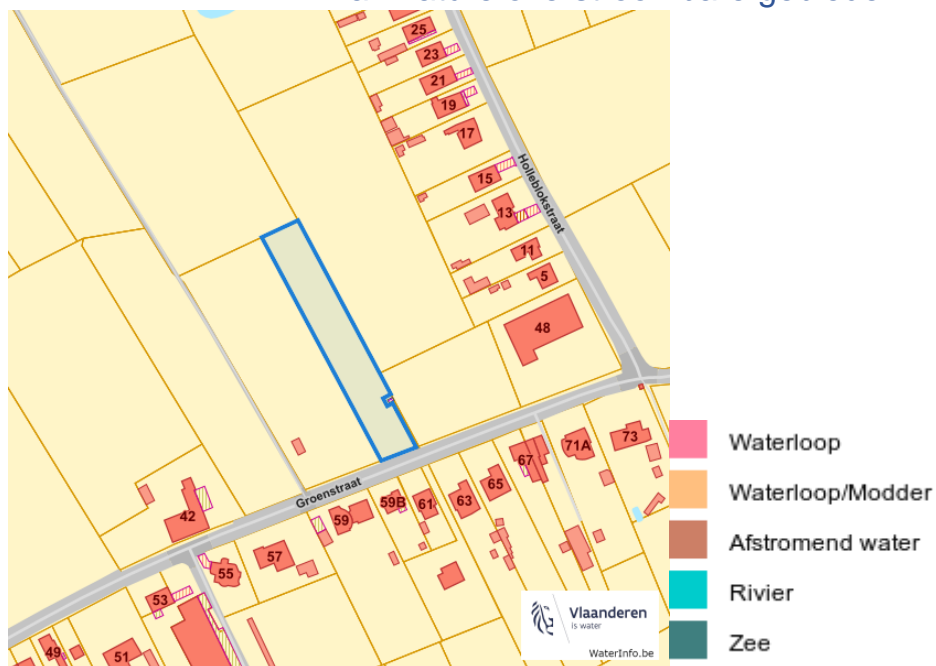 25
23
21
19
17
15
13
11
5
48
Holleblokstraat
Groenstraat
73
71A
67
65
63
61
59B
59
57
55
42
53
51
49
Vlaanderen
is water
WaterInfo.be
Waterloop
Waterloop/Modder
Afstromend water
Rivier
Zee